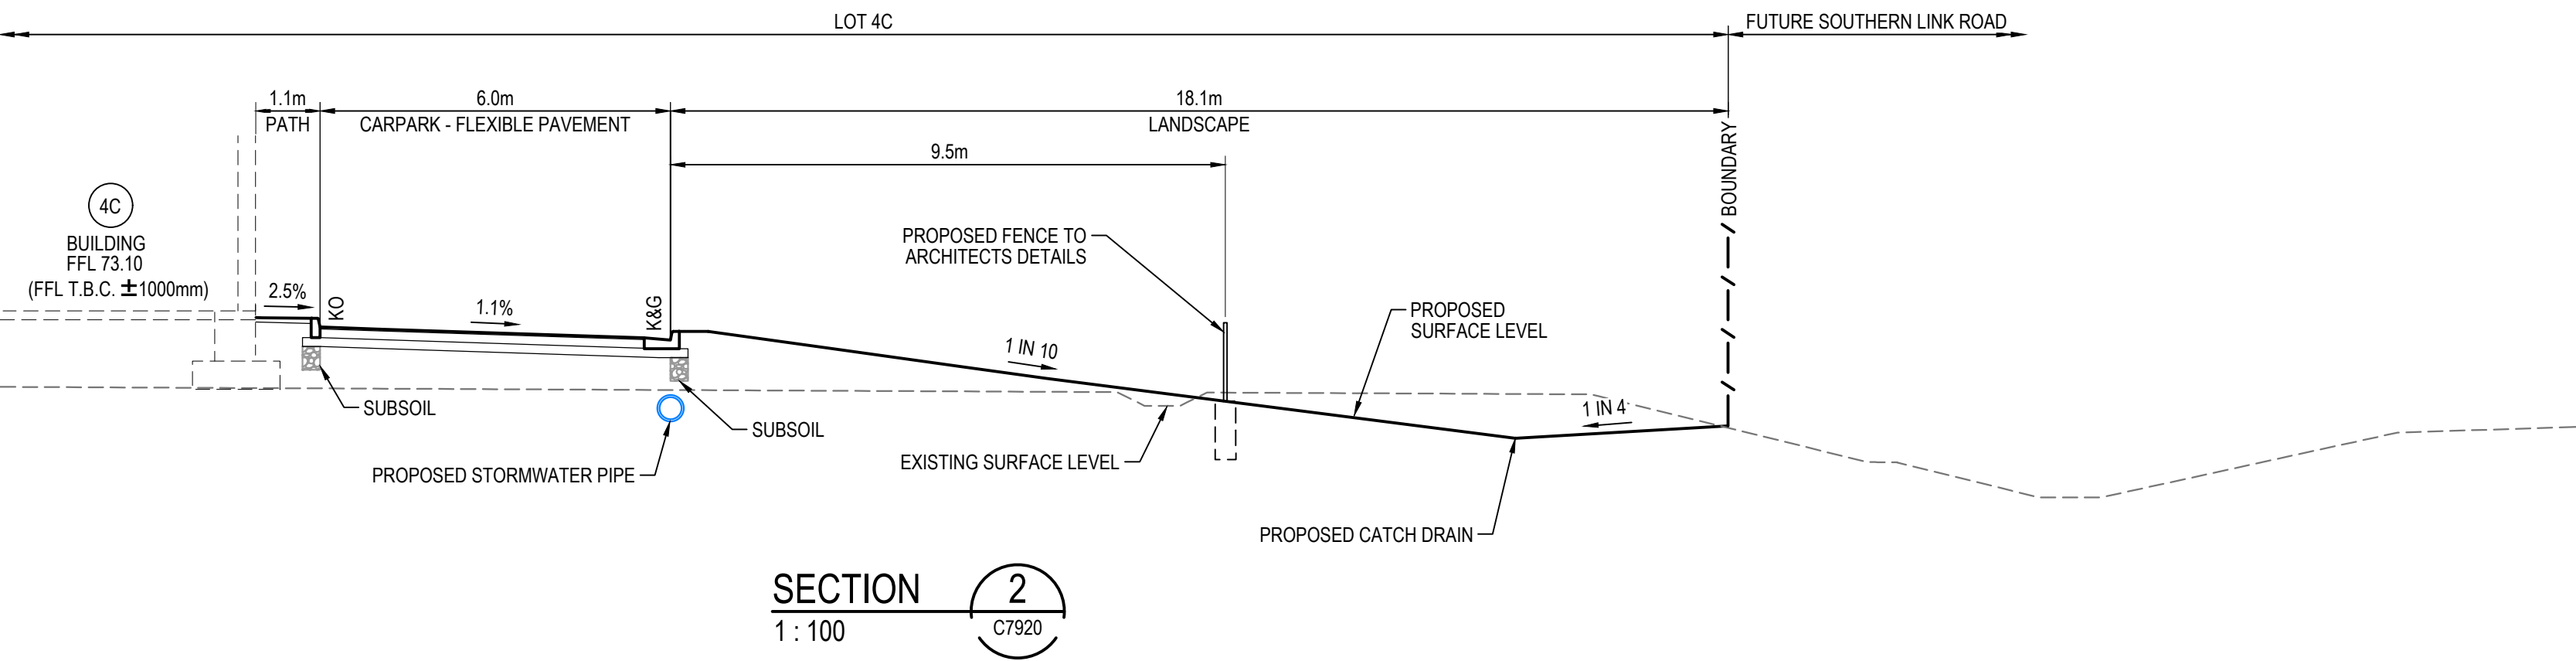 LOT 4C
FUTURE SOUTHERN LINK ROAD
1.1m
PATH
6.0m
CARPARK - FLEXIBLE PAVEMENT
18.1m
LANDSCAPE
9.5m
BOUNDARY
4C
BUILDING
FFL 73.10
(FFL T.B.C. ±1000mm)
2.5%
KO
1.1%
K&G
PROPOSED FENCE TO
ARCHITECTS DETAILS
PROPOSED
SURFACE LEVEL
1 IN 10
1 IN 4
SUBSOIL
SUBSOIL
PROPOSED STORMWATER PIPE
EXISTING SURFACE LEVEL
PROPOSED CATCH DRAIN
SECTION
2
1 : 100
C7920